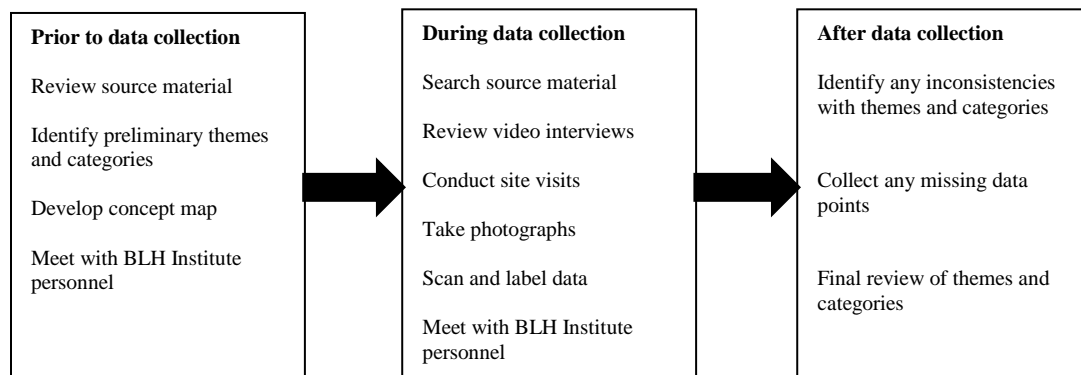 Prior to data collection
Review source material
Identify preliminary themes
and categories
Develop concept map
Meet with BLH Institute
personnel
During data collection
Search source material
Review video interviews
Conduct site visits
Take photographs
Scan and label data
Meet with BLH Institute
personnel
After data collection
Identify any inconsistencies
with themes and categories
Collect any missing data
points
Final review of themes and
categories